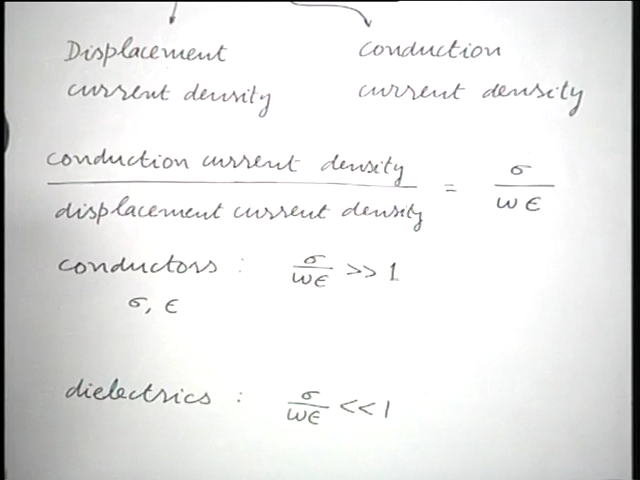 Displacement conduction
current density current density
conduction current density / displacement current density = σ / ωϵ
conductors : σ/ωϵ >> 1
σ, ϵ
dielectrics : σ/ωϵ << 1